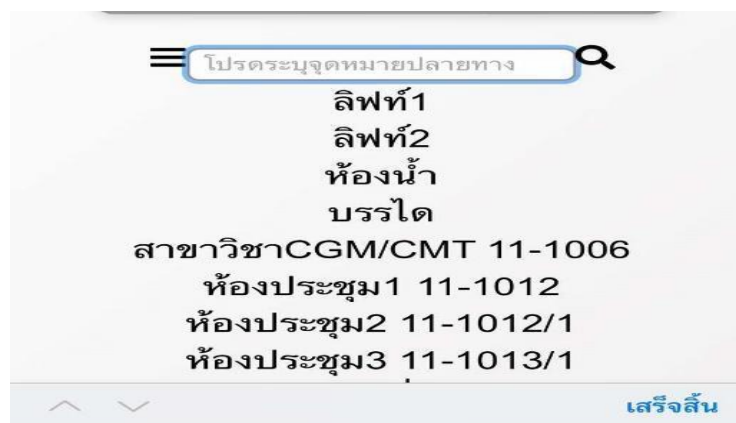 โปรดระบุจุดหมายปลายทาง
ลิฟท์1
ลิฟท์2
ห้องน้ำ
บรรได
สาขาวิชาCGM/CMT 11-1006
ห้องประชุม1 11-1012
ห้องประชุม2 11-1012/1
ห้องประชุม3 11-1013/1
เสร็จสิ้น